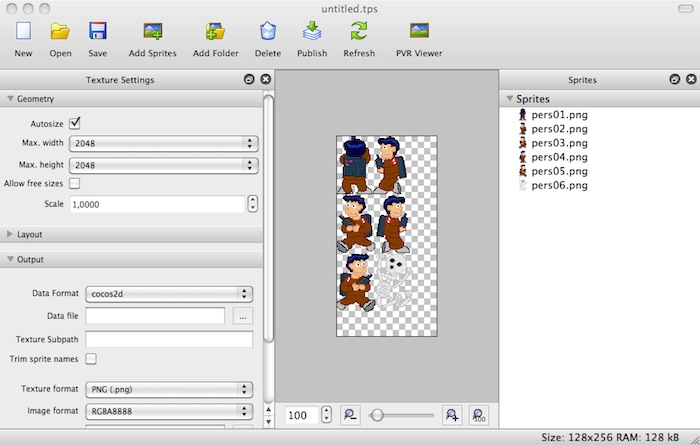 untitled.tps
New Open Save Add Sprites Add Folder Delete Publish Refresh PVR Viewer
Texture Settings
Geometry
Autosize
Max. width 2048
Max. height 2048
Allow free sizes
Scale 1,0000
Layout
Output
Data Format cocos2d
Data file ...
Texture Subpath
Trim sprite names
Texture format PNG (.png)
Image format RGBA8888
100
100
Sprites
Sprites
pers01.png
pers02.png
pers03.png
pers04.png
pers05.png
pers06.png
Size: 128x256 RAM: 128 kB